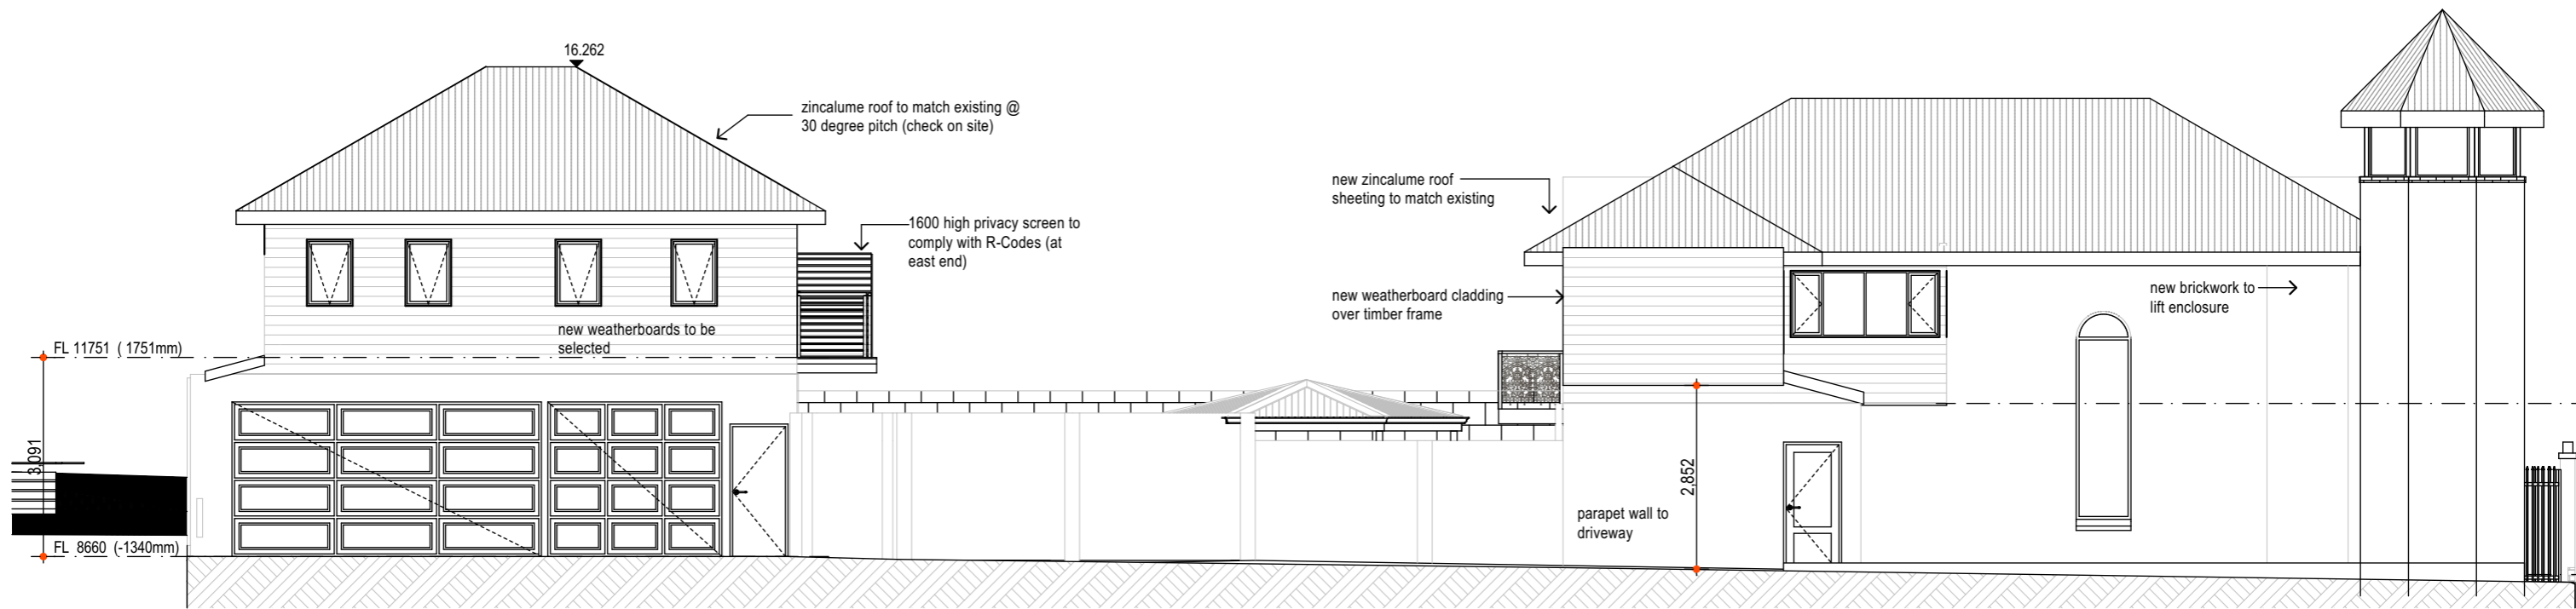 16.262
zincalume roof to match existing @
30 degree pitch (check on site)
1600 high privacy screen to
comply with R-Codes (at
east end)
new weatherboards to be
selected
FL 11751 ( 1751mm)
3,091
FL 8660 (-1340mm)
new zincalume roof
sheeting to match existing
new weatherboard cladding
over timber frame
2,852
parapet wall to
driveway
new brickwork to
lift enclosure